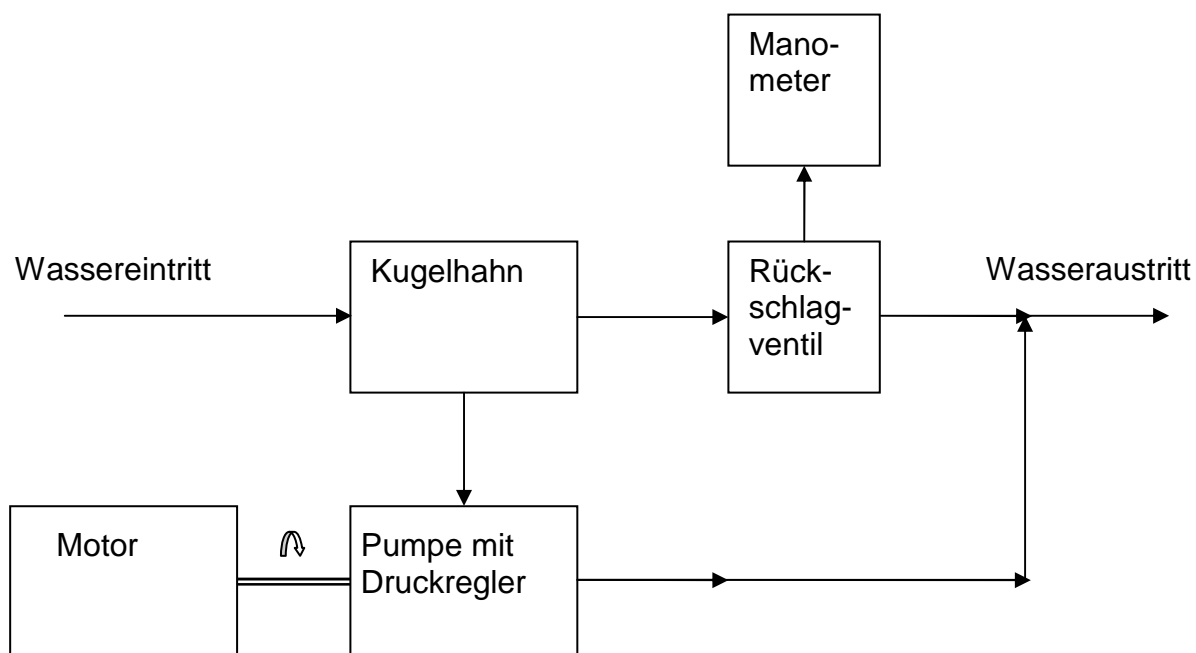 Mano-
meter
Wassereintritt
Kugelhahn
Rück-
schlag-
ventil
Wasseraustritt
Motor
Pumpe mit
Druckregler